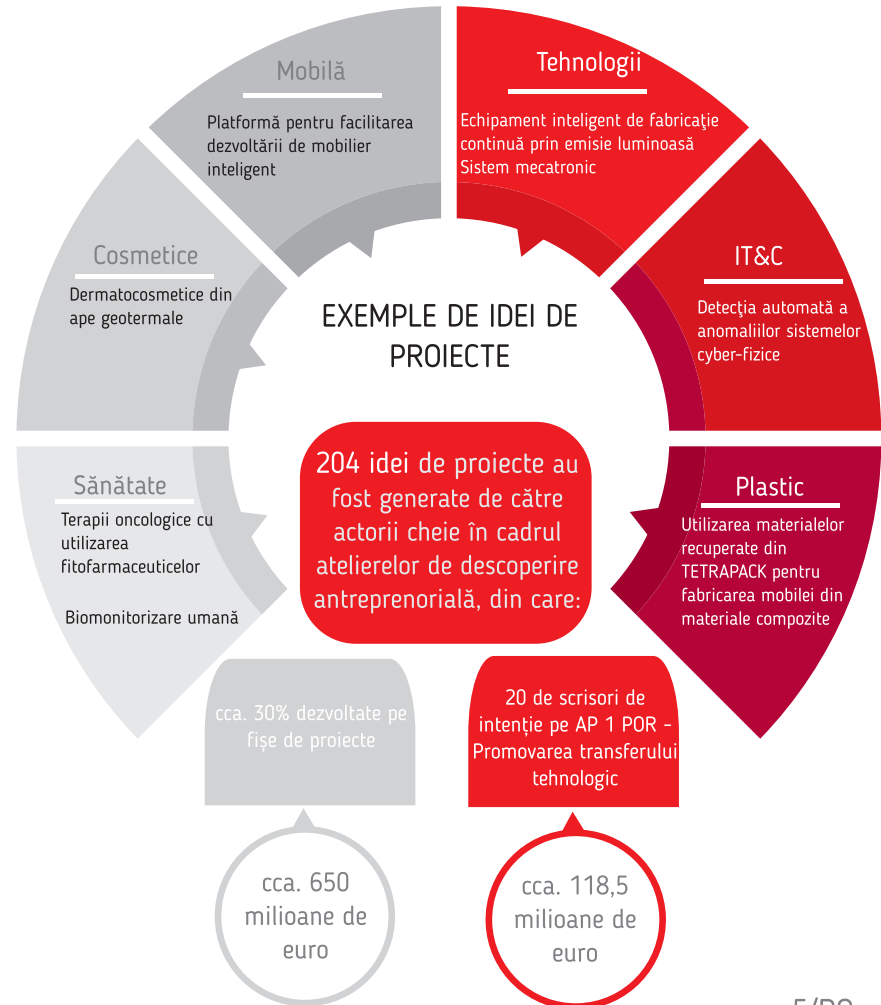 Mobilă
Platformă pentru facilitarea
dezvoltării de mobilier
inteligent
Tehnologii
Echipament inteligent de fabricaţie
continuă prin emisie luminoasă
Sistem mecatronic
Cosmetice
Dermatocosmetice din
ape geotermale
IT&C
Detecţia automată a
anomaliilor sistemelor
cyber-fizice
EXEMPLE DE IDEI DE
PROIECTE
Sănătate
Terapii oncologice cu
utilizarea
fitofarmaceuticelor
Biomonitorizare umană
204 idei de proiecte au
fost generate de către
actorii cheie în cadrul
atelierelor de descoperire
antreprenorială, din care:
Plastic
Utilizarea materialelor
recuperate din
TETRAPACK pentru
fabricarea mobilei din
materiale compozite
cca. 30% dezvoltate pe
fișe de proiecte
20 de scrisori de
intenție pe AP 1 POR -
Promovarea transferului
tehnologic
cca. 650
milioane de
euro
cca. 118,5
milioane de
euro